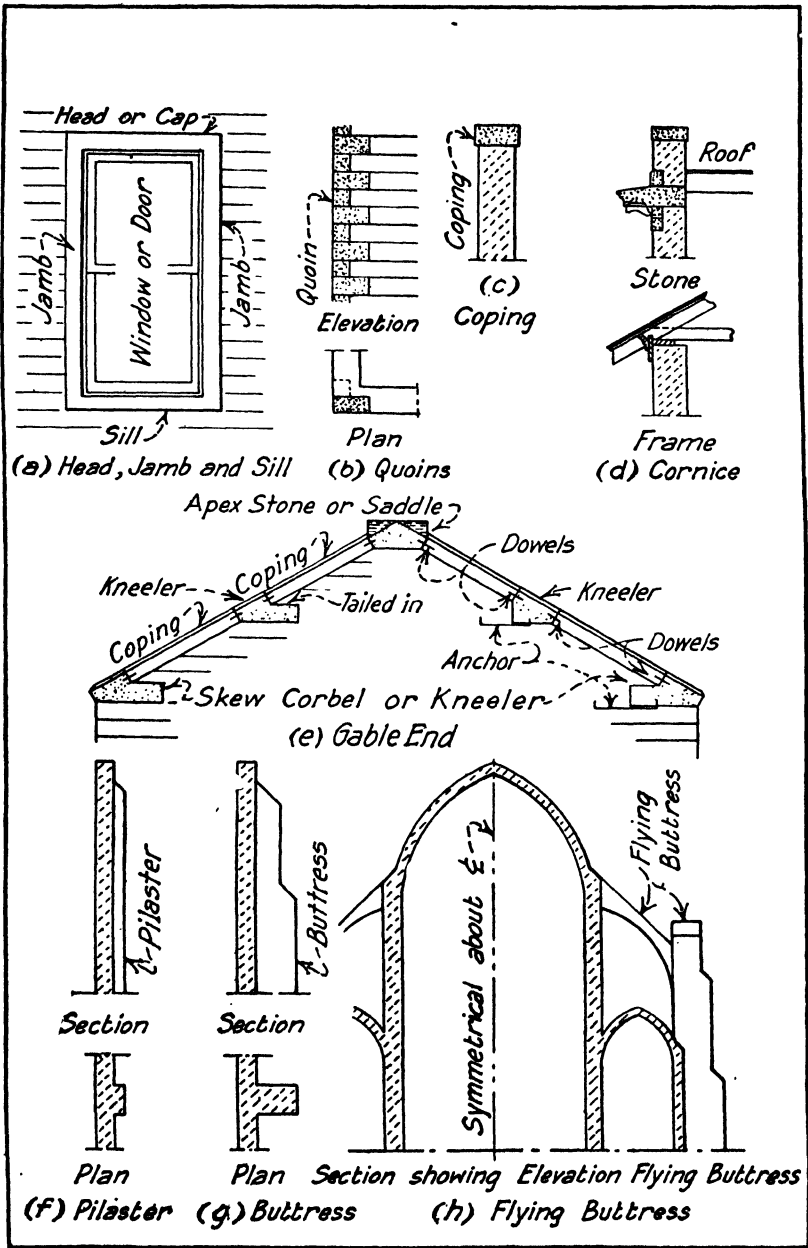 Head or Cap
Jamb
Window or Door
Jamb
Sill
(a) Head, Jamb and Sill
Quoin
Elevation
Plan
(b) Quoins
Coping
(c)
Coping
Roof
Stone
Frame
(d) Cornice
Apex Stone or Saddle
Coping
Dowels
Kneeler
Kneeler
Tailed in
Coping
Dowels
Anchor
Skew Corbel or Kneeler
(e) Gable End
Pilaster
Section
Plan
(f) Pilaster
Buttress
Section
Plan
(g) Buttress
Symmetrical about ℄
Flying
Buttress
Section showing Elevation Flying Buttress
(h) Flying Buttress